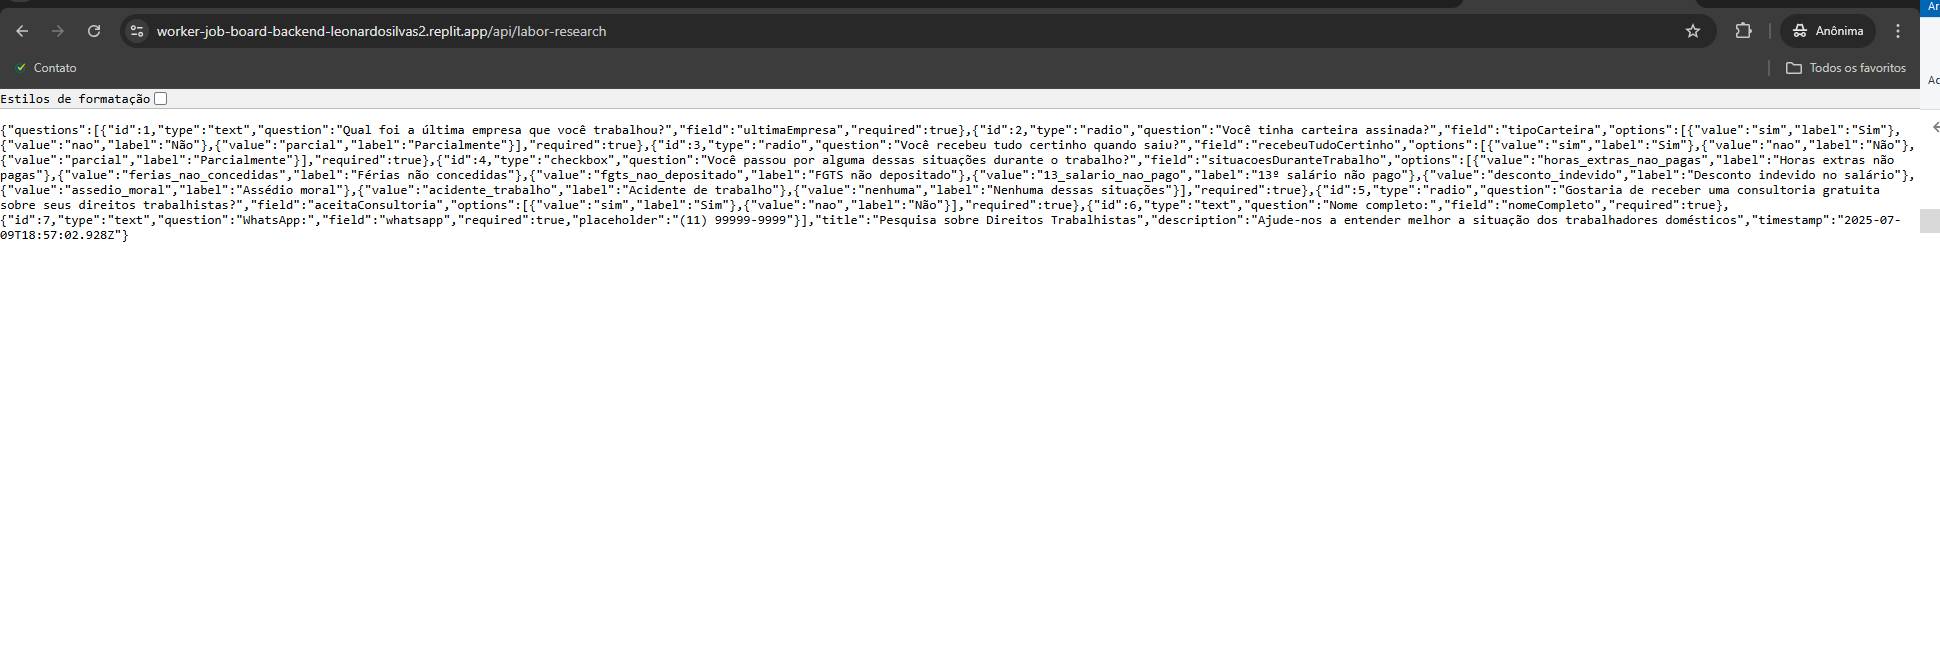 worker-job-board-backend-leonardosilvas2.replit.app/api/labor-research
Anônima
Ar
Contato
Todos os favoritos
Estilos de formatação
{"questions":[{"id":1,"type":"text","question":"Qual foi a última empresa que você trabalhou?","field":"ultimaEmpresa","required":true},{"id":2,"type":"radio","question":"Você tinha carteira assinada?","field":"tipoCarteira","options":[{"value":"sim","label":"Sim"},
{"value":"nao","label":"Não"},{"value":"parcial","label":"Parcialmente"}],"required":true},{"id":3,"type":"radio","question":"Você recebeu tudo certinho quando saiu?","field":"recebeuTudoCertinho","options":[{"value":"sim","label":"Sim"},{"value":"nao","label":"Não"},
{"value":"parcial","label":"Parcialmente"}],"required":true},{"id":4,"type":"checkbox","question":"Você passou por alguma dessas situações durante o trabalho?","field":"situacoesDuranteTrabalho","options":[{"value":"horas_extras_nao_pagas","label":"Horas extras não
pagas"},{"value":"ferias_nao_concedidas","label":"Férias não concedidas"},{"value":"fgts_nao_depositado","label":"FGTS não depositado"},{"value":"13_salario_nao_pago","label":"13º salário não pago"},{"value":"desconto_indevido","label":"Desconto indevido no salário"},
{"value":"assedio_moral","label":"Assédio moral"},{"value":"acidente_trabalho","label":"Acidente de trabalho"},{"value":"nenhuma","label":"Nenhuma dessas situações"}],"required":true},{"id":5,"type":"radio","question":"Gostaria de receber uma consultoria gratuita
sobre seus direitos trabalhistas?","field":"aceitaConsultoria","options":[{"value":"sim","label":"Sim"},{"value":"nao","label":"Não"}],"required":true},{"id":6,"type":"text","question":"Nome completo:","field":"nomeCompleto","required":true},
{"id":7,"type":"text","question":"WhatsApp:","field":"whatsapp","required":true,"placeholder":"(11) 99999-9999"}],"title":"Pesquisa sobre Direitos Trabalhistas","description":"Ajude-nos a entender melhor a situação dos trabalhadores domésticos","timestamp":"2025-07-
09T18:57:02.928Z"}